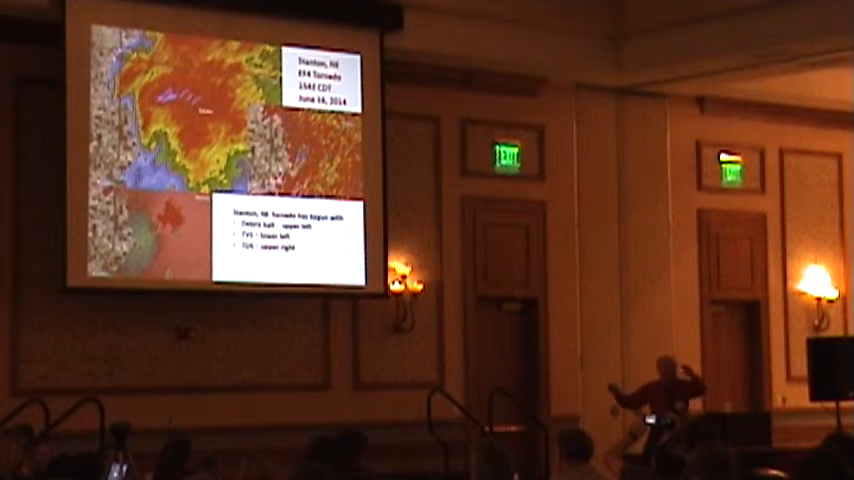 Stanton, NE
EF4 Tornado
1542 CDT
June 16, 2014
Stanton, NE Tornado has begun with
• Debris ball - upper left
• TVS - lower left
upper right
EXIT
EXIT